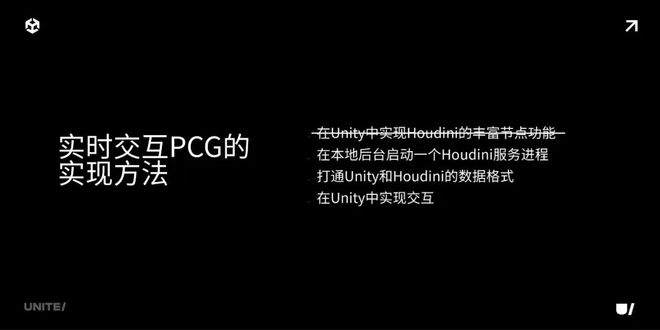 实时交互PCG的
实现方法
在Unity中实现Houdini的丰富节点功能
在本地后台启动一个Houdini服务进程
打通Unity和Houdini的数据格式
在Unity中实现交互
UNITE/
U/